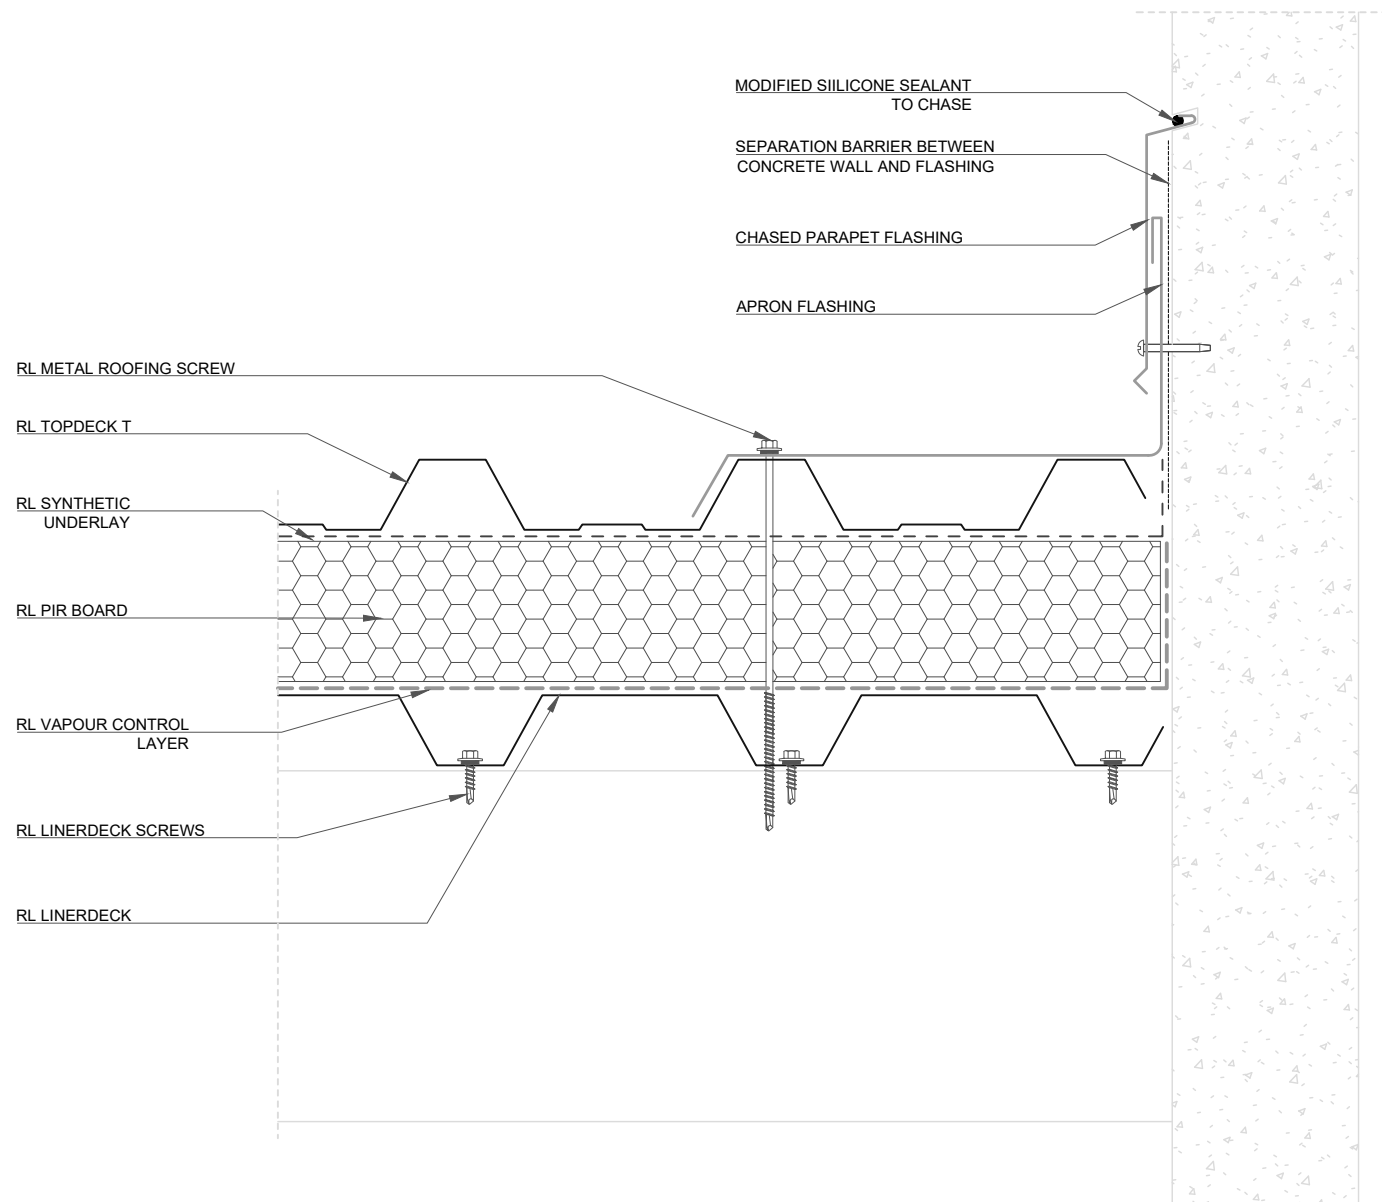 MODIFIED SIILICONE SEALANT
TO CHASE
SEPARATION BARRIER BETWEEN
CONCRETE WALL AND FLASHING
CHASED PARAPET FLASHING
APRON FLASHING
RL METAL ROOFING SCREW
RL TOPDECK T
RL SYNTHETIC
UNDERLAY
RL PIR BOARD
RL VAPOUR CONTROL
LAYER
RL LINERDECK SCREWS
RL LINERDECK